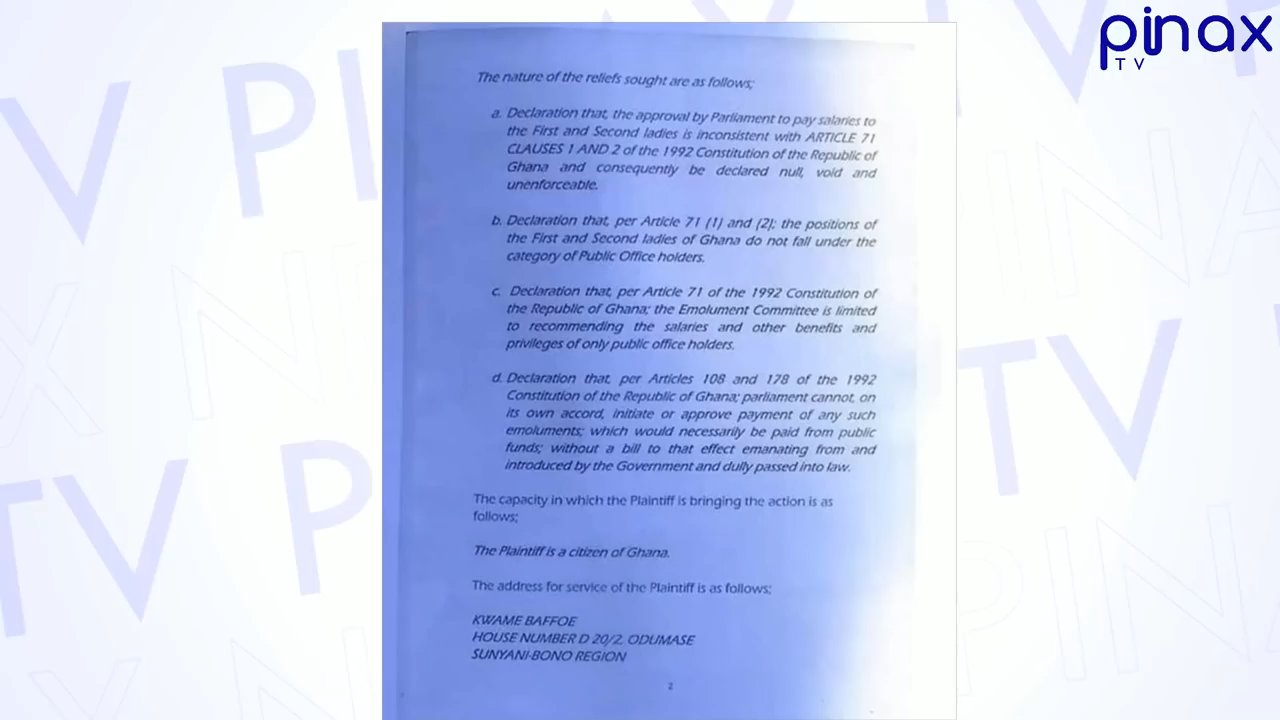 pinax
TV
The nature of the reliefs sought are as follows;
a. Declaration that, the approval by Parliament to pay salaries to
the First and Second ladies is inconsistent with ARTICLE 71
CLAUSES 1 AND 2 of the 1992 Constitution of the Republic of
Ghana and consequently be declared null, void and
unenforceable.
b. Declaration that, per Article 71 (1) and (2); the positions of
the First and Second ladies of Ghana do not fall under the
category of Public Office holders.
c. Declaration that, per Article 71 of the 1992 Constitution of
the Republic of Ghana; the Emolument Committee is limited
to recommending the salaries and other benefits and
privileges of only public office holders.
d. Declaration that, per Articles 108 and 178 of the 1992
Constitution of the Republic of Ghana; parliament cannot, on
its own accord, initiate or approve payment of any such
emoluments; which would necessarily be paid from public
funds; without a bill to that effect emanating from and
introduced by the Government and dully passed into law.
The capacity in which the Plaintiff is bringing the action is as
follows;
The Plaintiff is a citizen of Ghana.
The address for service of the Plaintiff is as follows;
KWAME BAFFOE
HOUSE NUMBER D 20/2, ODUMASE
SUNYANI-BONO REGION
2